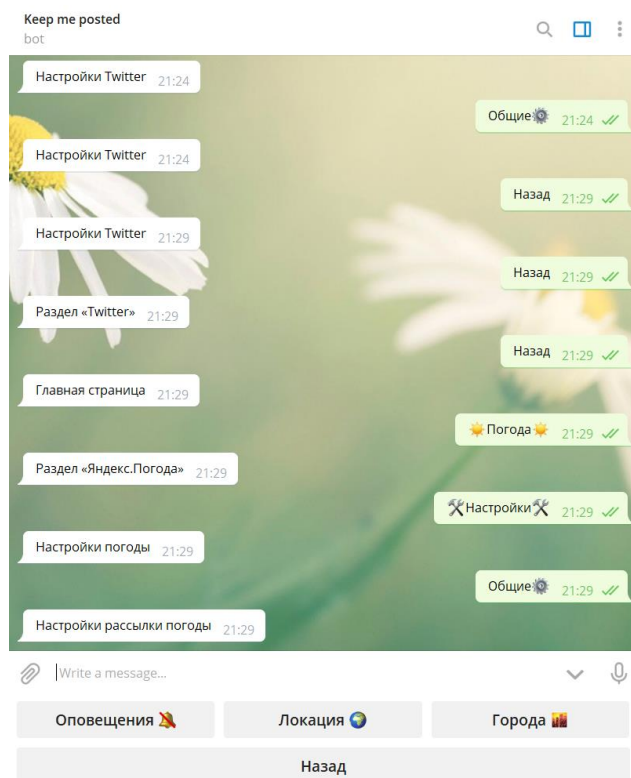 Keep me posted
bot
Настройки Twitter 21:24
Общие⚙ 21:24
Настройки Twitter 21:24
Назад 21:29
Настройки Twitter 21:29
Назад 21:29
Раздел «Twitter» 21:29
Назад 21:29
Главная страница 21:29
☀Погода☀ 21:29
Раздел «Яндекс.Погода» 21:29
🛠Настройки🛠 21:29
Настройки погоды 21:29
Общие⚙ 21:29
Настройки рассылки погоды 21:29
Write a message...
Оповещения 🔕 Локация 🌍 Города 🌇
Назад